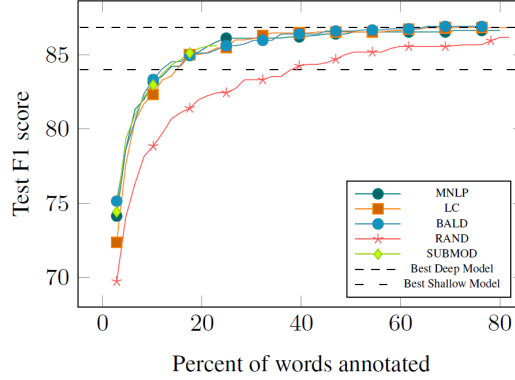 85
80
75
70
0
20
40
60
80
Test F1 score
Percent of words annotated
MNLP
LC
BALD
RAND
SUBMOD
Best Deep Model
Best Shallow Model